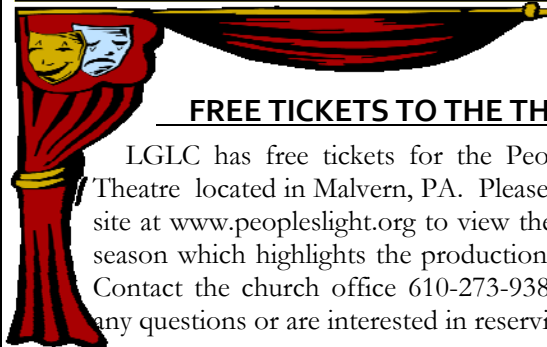 FREE TICKETS TO THE TH
LGLC has free tickets for the Peo
Theatre located in Malvern, PA. Please
site at www.peopleslight.org to view the
season which highlights the production
Contact the church office 610-273-938
any questions or are interested in reservi